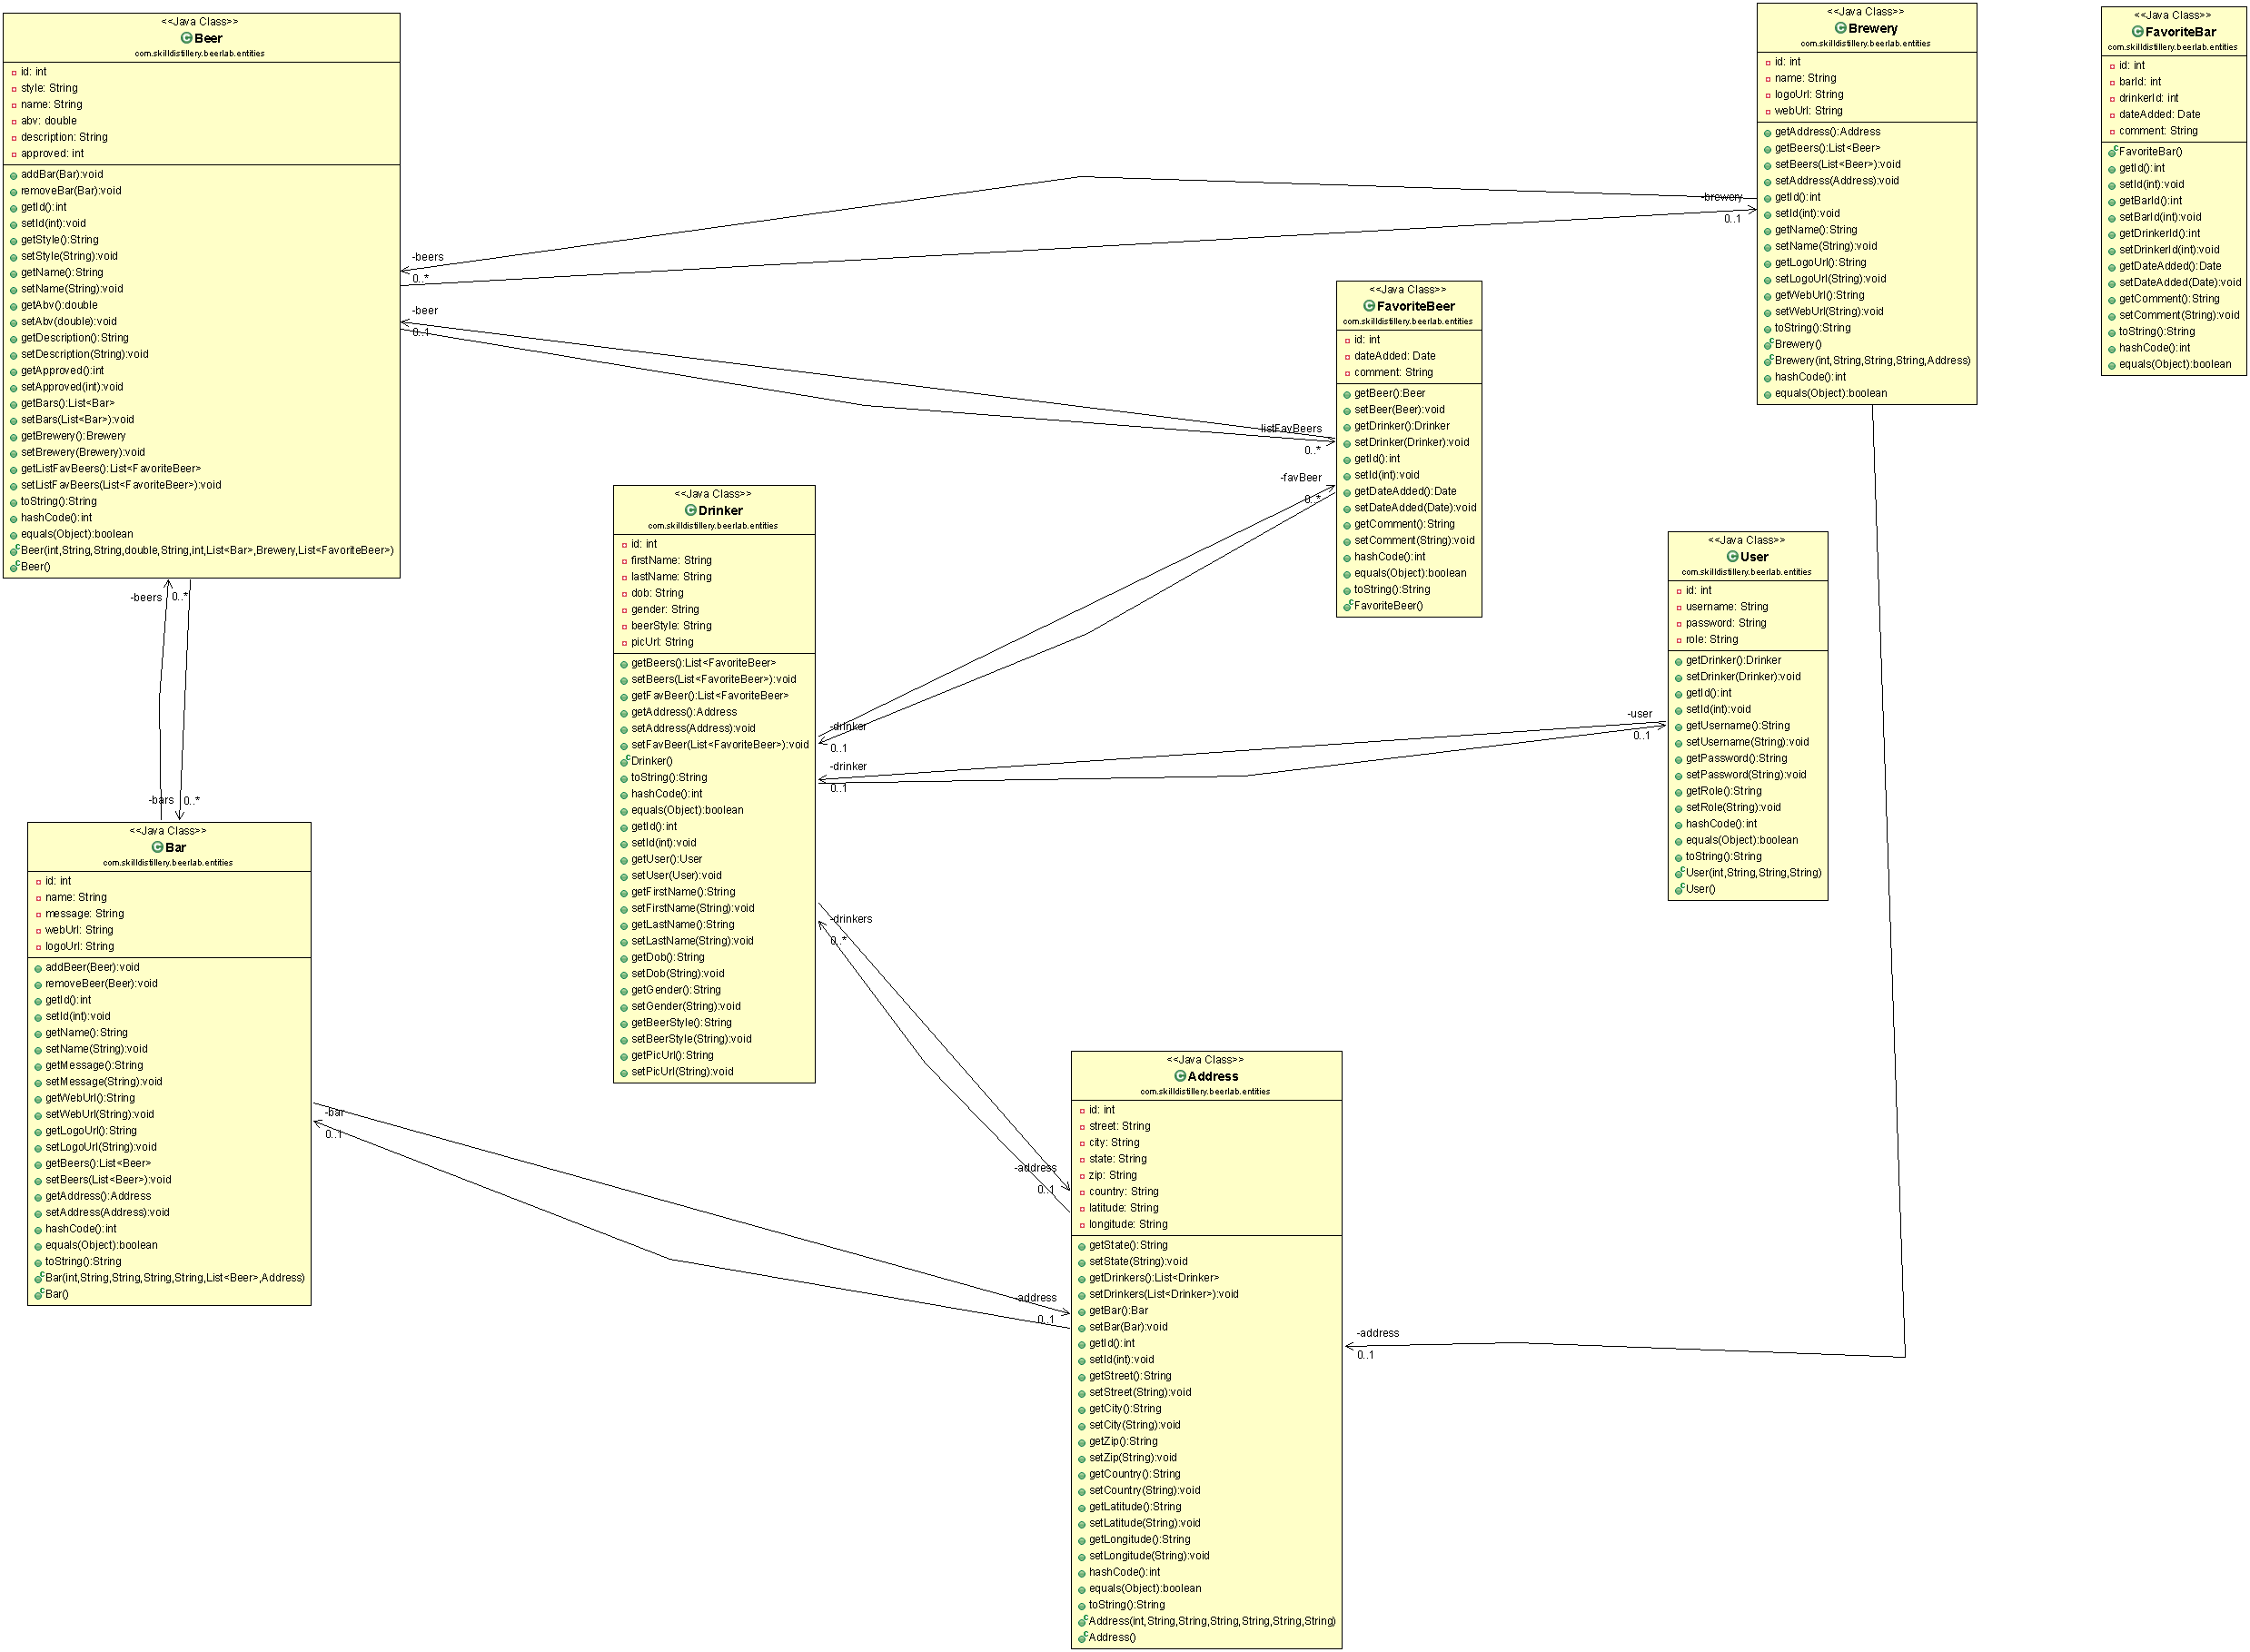 <<Java Class>>
Beer
com.skilldistillery.beerlab.entities
id: int
style: String
name: String
abv: double
description: String
approved: int
addBar(Bar):void
removeBar(Bar):void
getId():int
setId(int):void
getStyle():String
setStyle(String):void
getName():String
setName(String):void
getAbv():double
setAbv(double):void
getDescription():String
setDescription(String):void
getApproved():int
setApproved(int):void
getBars():List<Bar>
setBars(List<Bar>):void
getBrewery():Brewery
setBrewery(Brewery):void
getListFavBeers():List<FavoriteBeer>
setListFavBeers(List<FavoriteBeer>):void
toString():String
hashCode():int
equals(Object):boolean
Beer(int,String,String,double,String,int,List<Bar>,Brewery,List<FavoriteBeer>)
Beer()
<<Java Class>>
Brewery
com.skilldistillery.beerlab.entities
id: int
name: String
logoUrl: String
webUrl: String
getAddress():Address
getBeers():List<Beer>
setBeers(List<Beer>):void
setAddress(Address):void
getId():int
setId(int):void
getName():String
setName(String):void
getLogoUrl():String
setLogoUrl(String):void
getWebUrl():String
setWebUrl(String):void
toString():String
Brewery()
Brewery(int,String,String,String,Address)
hashCode():int
equals(Object):boolean
<<Java Class>>
FavoriteBar
com.skilldistillery.beerlab.entities
id: int
barId: int
drinkerId: int
dateAdded: Date
comment: String
FavoriteBar()
getId():int
setId(int):void
getBarId():int
setBarId(int):void
getDrinkerId():int
setDrinkerId(int):void
getDateAdded():Date
setDateAdded(Date):void
getComment():String
setComment(String):void
toString():String
hashCode():int
equals(Object):boolean
-brewery
0..1
-beers
0..*
-beer
0..1
<<Java Class>>
FavoriteBeer
com.skilldistillery.beerlab.entities
id: int
dateAdded: Date
comment: String
getBeer():Beer
setBeer(Beer):void
getDrinker():Drinker
setDrinker(Drinker):void
getId():int
setId(int):void
getDateAdded():Date
setDateAdded(Date):void
getComment():String
setComment(String):void
hashCode():int
equals(Object):boolean
toString():String
FavoriteBeer()
-listFavBeers
0..*
-favBeer
0..*
<<Java Class>>
Drinker
com.skilldistillery.beerlab.entities
id: int
firstName: String
lastName: String
dob: String
gender: String
beerStyle: String
picUrl: String
getBeers():List<FavoriteBeer>
setBeers(List<FavoriteBeer>):void
getFavBeer():List<FavoriteBeer>
getAddress():Address
setAddress(Address):void
setFavBeer(List<FavoriteBeer>):void
Drinker()
toString():String
hashCode():int
equals(Object):boolean
getId():int
setId(int):void
getUser():User
setUser(User):void
getFirstName():String
setFirstName(String):void
getLastName():String
setLastName(String):void
getDob():String
setDob(String):void
getGender():String
setGender(String):void
getBeerStyle():String
setBeerStyle(String):void
getPicUrl():String
setPicUrl(String):void
<<Java Class>>
User
com.skilldistillery.beerlab.entities
id: int
username: String
password: String
role: String
getDrinker():Drinker
setDrinker(Drinker):void
getId():int
setId(int):void
getUsername():String
setUsername(String):void
getPassword():String
setPassword(String):void
getRole():String
setRole(String):void
hashCode():int
equals(Object):boolean
toString():String
User(int,String,String,String)
User()
-drinker
0..1
-user
0..1
-drinker
0..1
-beers
0..*
-bars
0..*
<<Java Class>>
Bar
com.skilldistillery.beerlab.entities
id: int
name: String
message: String
webUrl: String
logoUrl: String
addBeer(Beer):void
removeBeer(Beer):void
getId():int
setId(int):void
getName():String
setName(String):void
getMessage():String
setMessage(String):void
getWebUrl():String
setWebUrl(String):void
getLogoUrl():String
setLogoUrl(String):void
getBeers():List<Beer>
setBeers(List<Beer>):void
getAddress():Address
setAddress(Address):void
hashCode():int
equals(Object):boolean
toString():String
Bar(int,String,String,String,String,List<Beer>,Address)
Bar()
-drinkers
0..*
-bar
0..1
-address
0..1
-address
0..1
<<Java Class>>
Address
com.skilldistillery.beerlab.entities
id: int
street: String
city: String
state: String
zip: String
country: String
latitude: String
longitude: String
getState():String
setState(String):void
getDrinkers():List<Drinker>
setDrinkers(List<Drinker>):void
getBar():Bar
setBar(Bar):void
getId():int
setId(int):void
getStreet():String
setStreet(String):void
getCity():String
setCity(String):void
getZip():String
setZip(String):void
getCountry():String
setCountry(String):void
getLatitude():String
setLatitude(String):void
getLongitude():String
setLongitude(String):void
hashCode():int
equals(Object):boolean
toString():String
Address(int,String,String,String,String,String,String)
Address()
-address
0..1